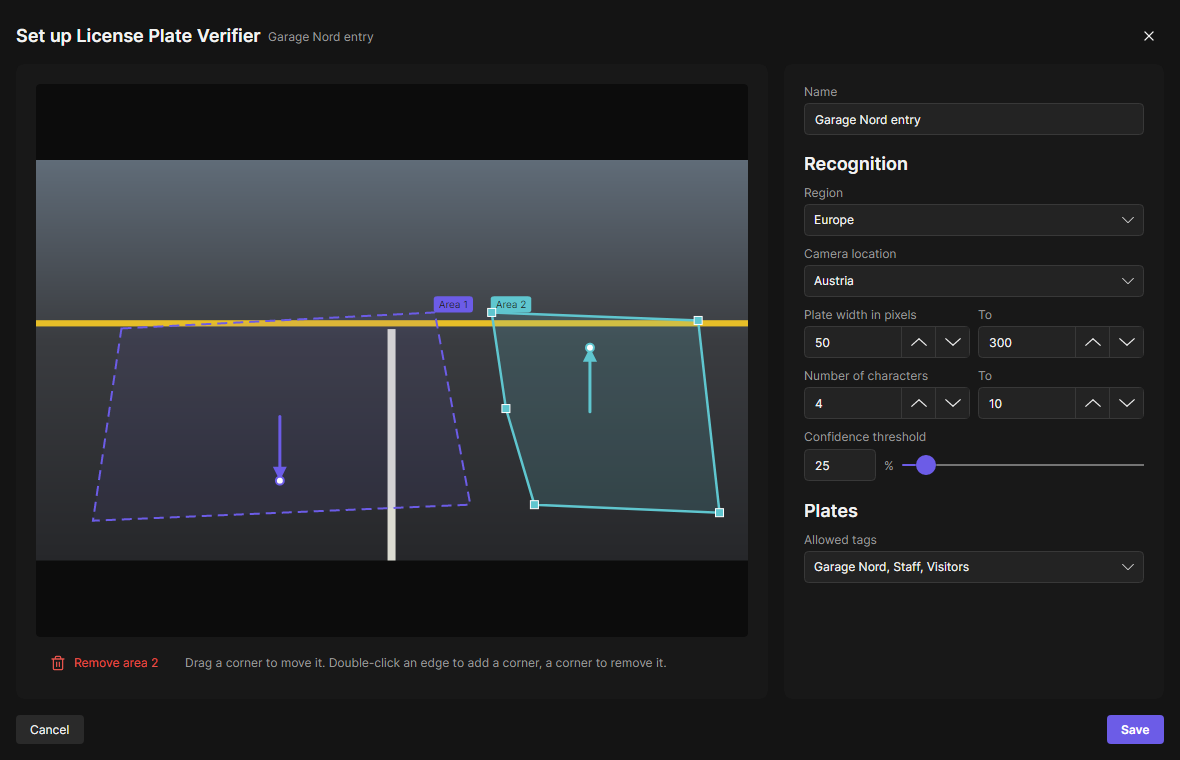 Set up License Plate Verifier Garage Nord entry
Name
Garage Nord entry
Recognition
Region
Europe
Camera location
Austria
Plate width in pixels To
50 300
Number of characters To
4 10
Confidence threshold
25 %
Plates
Allowed tags
Garage Nord, Staff, Visitors
Area 1 Area 2
Remove area 2 Drag a corner to move it. Double-click an edge to add a corner, a corner to remove it.
Cancel Save